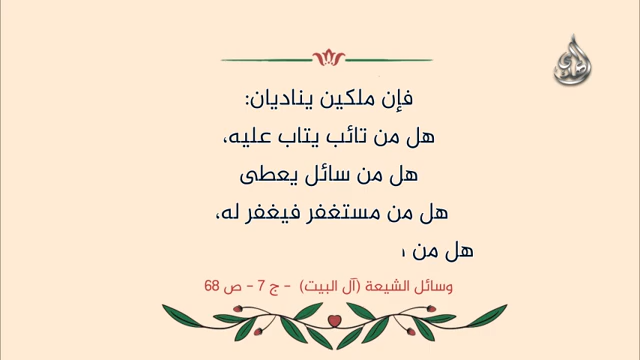 فإن ملكين يناديان:
هل من تائب يتاب عليه،
هل من سائل يعطى
هل من مستغفر فيغفر له،
هل من
وسائل الشيعة (آل البيت) - ج 7 - ص 68